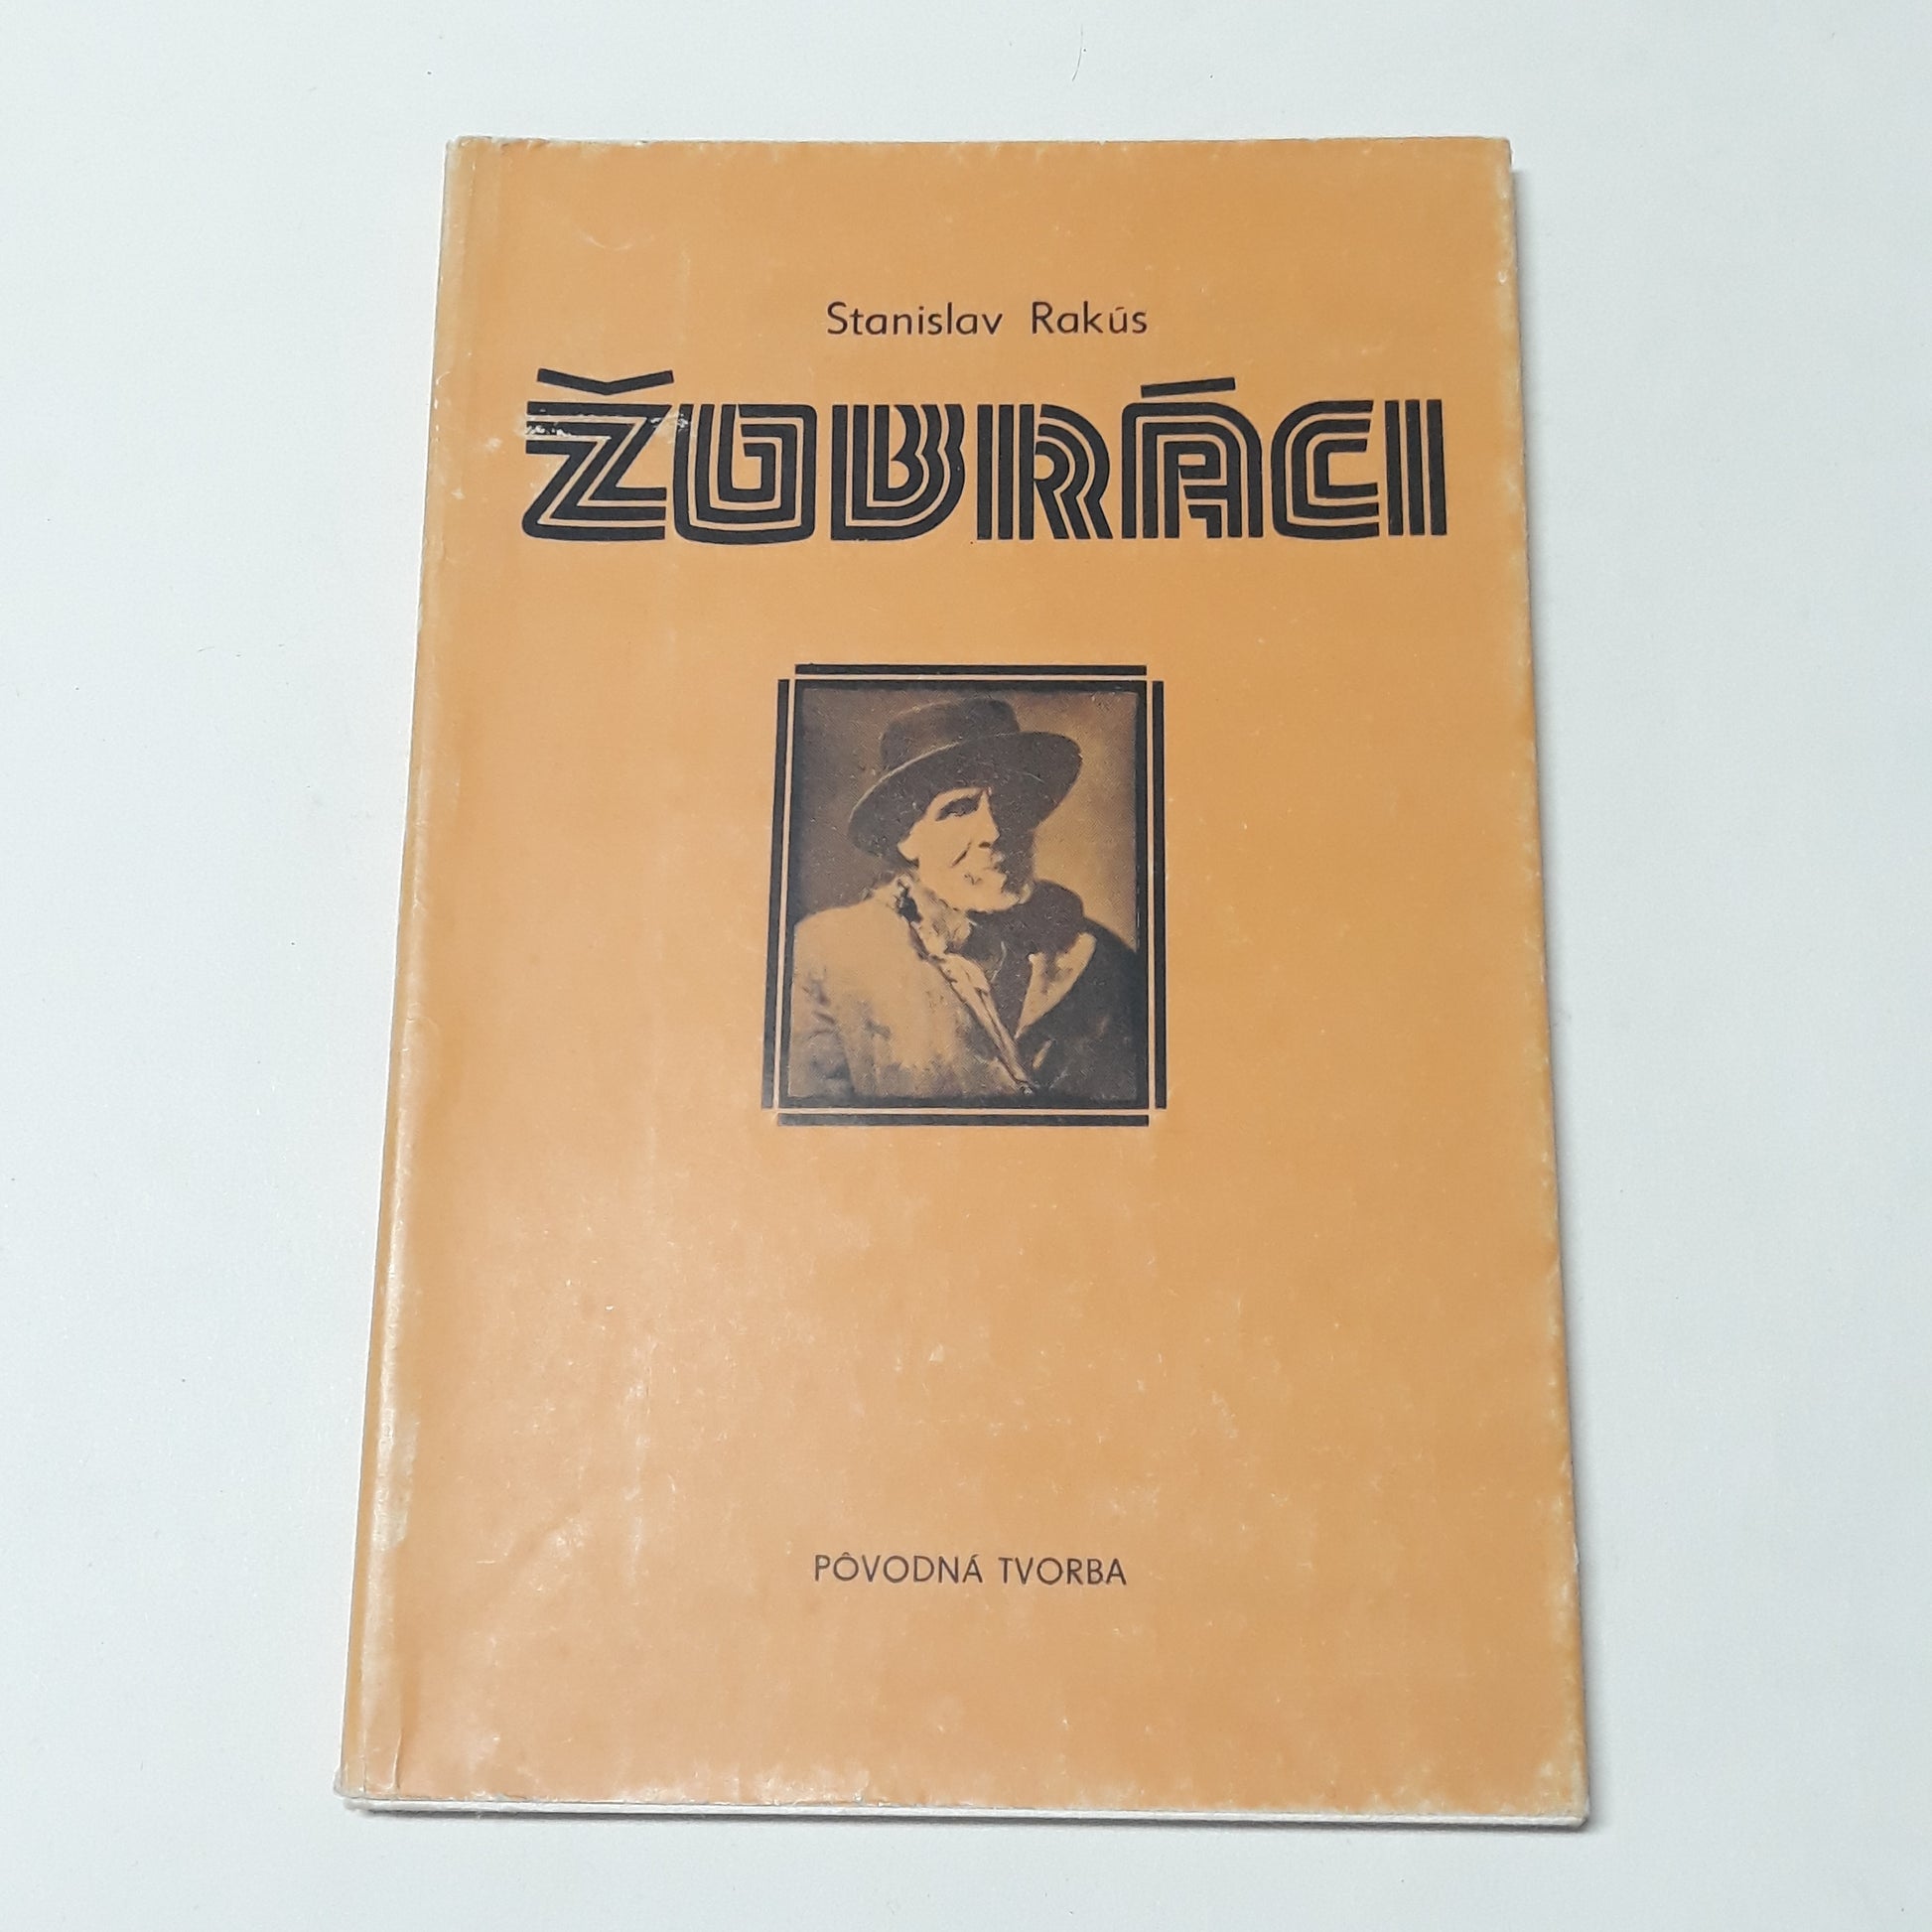 Stanislav Rakús
ŽOBRÁCI
PÔVODNÁ TVORBA